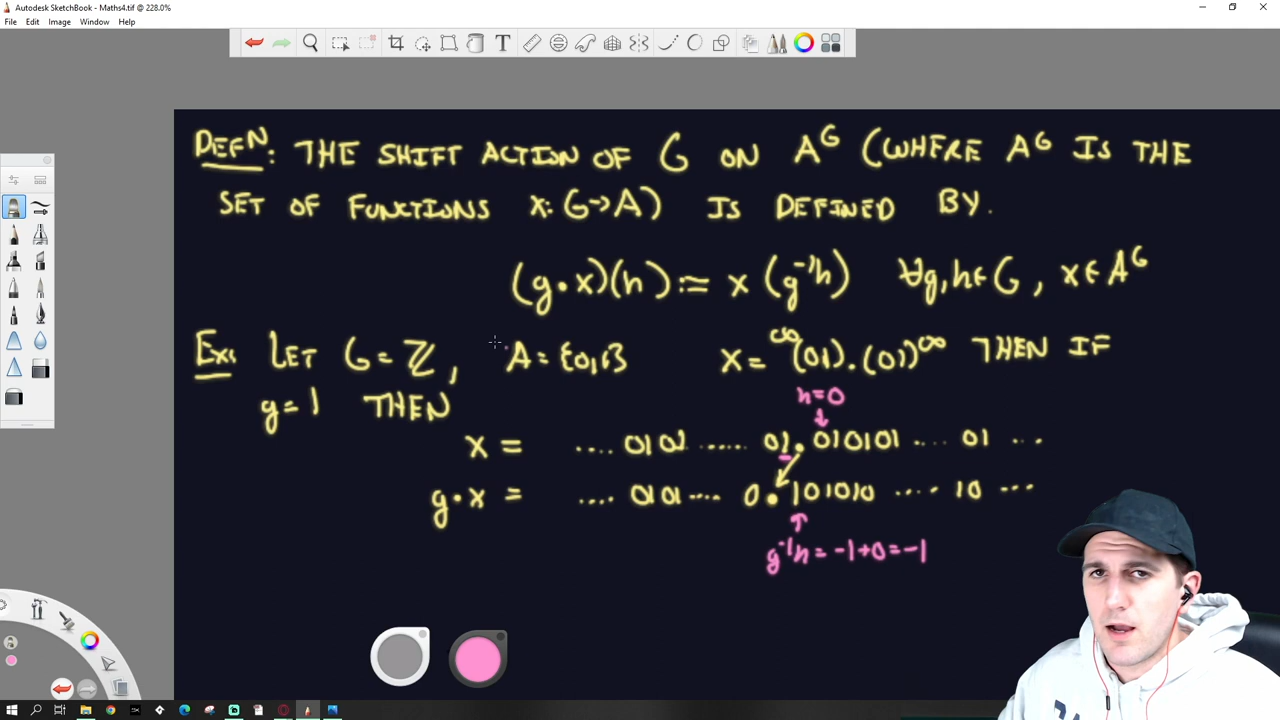 Autodesk SketchBook - Maths4.tif @ 228.0%
File Edit Image Window Help
DEFN: THE SHIFT ACTION OF G ON A^G (WHERE A^G IS THE
SET OF FUNCTIONS x: G→A) IS DEFINED BY.
(g·x)(h) := x(g⁻¹h) ∀g,h∈G, x∈A^G
EX: LET G = ℤ, A = {0,1} X = ^∞(01).(01)^∞ THEN IF
g=1 THEN
h=0
x = .... 0101 ...... 01.010101 .... 01 ...
g·x = .... 0101 .... 0.101010 .... 10 ...
g⁻¹h = -1+0 = -1